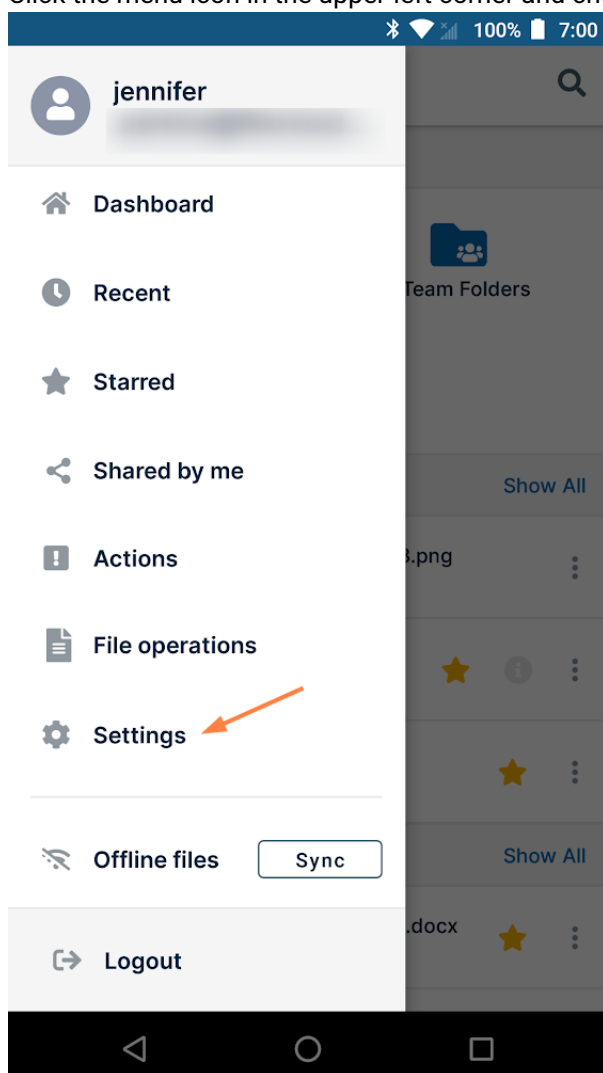 100% 7:00
jennifer
Dashboard
Team Folders
Recent
Starred
Shared by me
Show All
Actions
.png
File operations
Settings
Offline files
Sync
Show All
.docx
Logout